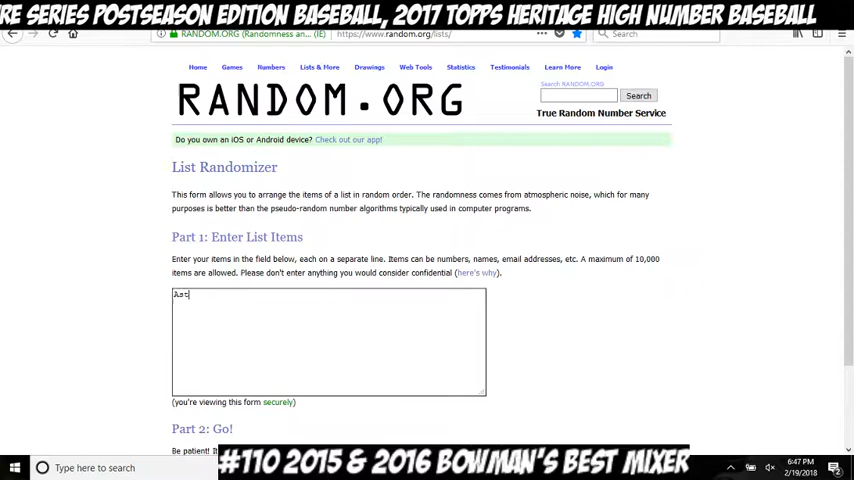 RE SERIES POSTSEASON EDITION BASEBALL, 2017 TOPPS HERITAGE HIGH NUMBER BASEBALL
RANDOM.ORG (Randomness an... (IE) https://www.random.org/lists/ Search
Home Games Numbers Lists & More Drawings Web Tools Statistics Testimonials Learn More Login
RANDOM.ORG
Search RANDOM.ORG
Search
True Random Number Service
Do you own an iOS or Android device? Check out our app!
List Randomizer
This form allows you to arrange the items of a list in random order. The randomness comes from atmospheric noise, which for many
purposes is better than the pseudo-random number algorithms typically used in computer programs.
Part 1: Enter List Items
Enter your items in the field below, each on a separate line. Items can be numbers, names, email addresses, etc. A maximum of 10,000
items are allowed. Please don't enter anything you would consider confidential (here's why).
Ast
(you're viewing this form securely)
Part 2: Go!
Be patient! It
#110 2015 & 2016 BOWMAN'S BEST MIXER
Type here to search
6:47 PM
2/19/2018
2